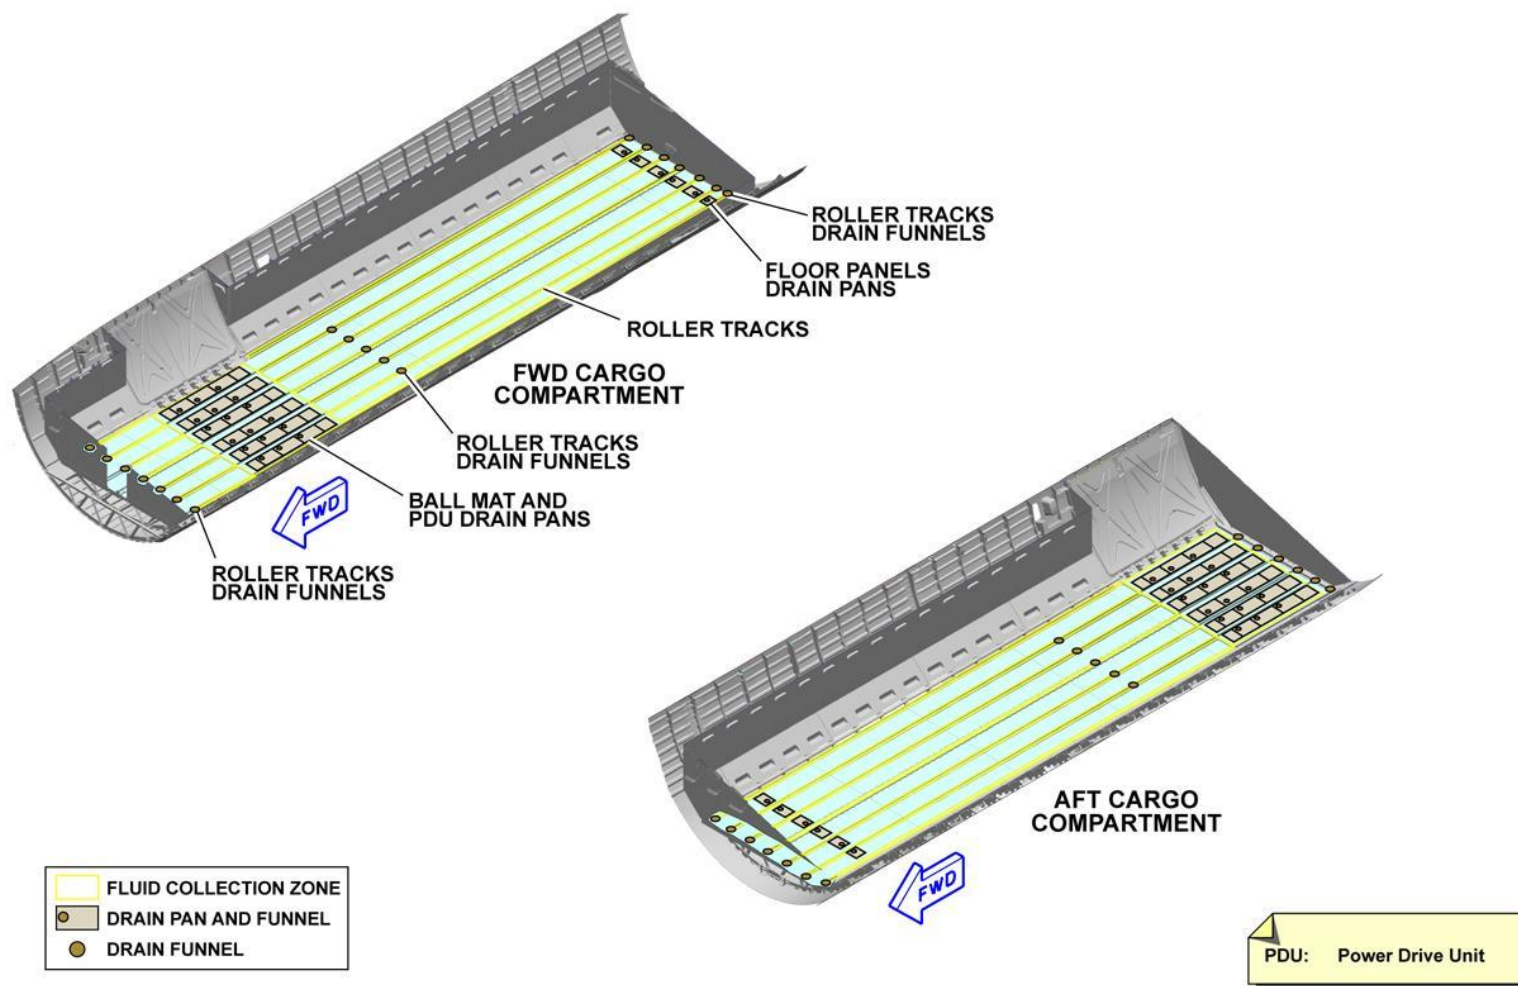 ROLLER TRACKS
DRAIN FUNNELS
FLOOR PANELS
DRAIN PANS
ROLLER TRACKS
FWD CARGO
COMPARTMENT
ROLLER TRACKS
DRAIN FUNNELS
BALL MAT AND
PDU DRAIN PANS
FWD
ROLLER TRACKS
DRAIN FUNNELS
AFT CARGO
COMPARTMENT
FWD
FLUID COLLECTION ZONE
DRAIN PAN AND FUNNEL
DRAIN FUNNEL
PDU: Power Drive Unit